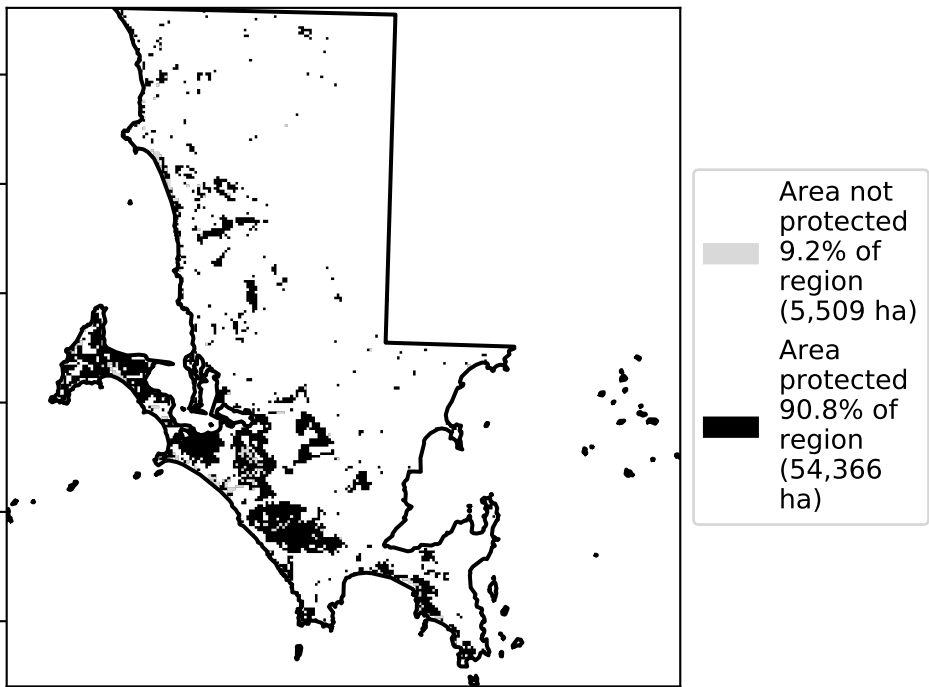 Area not
protected
9.2% of
region
(5,509 ha)
Area
protected
90.8% of
region
(54,366
ha)